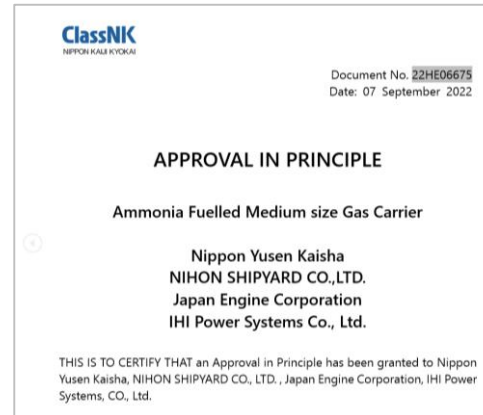 ClassNK
NIPPON KAIJI KYOKAI
Document No. 22HE06675
Date: 07 September 2022
APPROVAL IN PRINCIPLE
Ammonia Fuelled Medium size Gas Carrier
Nippon Yusen Kaisha
NIHON SHIPYARD CO.,LTD.
Japan Engine Corporation
IHI Power Systems Co., Ltd.
THIS IS TO CERTIFY THAT an Approval in Principle has been granted to Nippon
Yusen Kaisha, NIHON SHIPYARD CO., LTD. , Japan Engine Corporation, IHI Power
Systems, CO., Ltd.